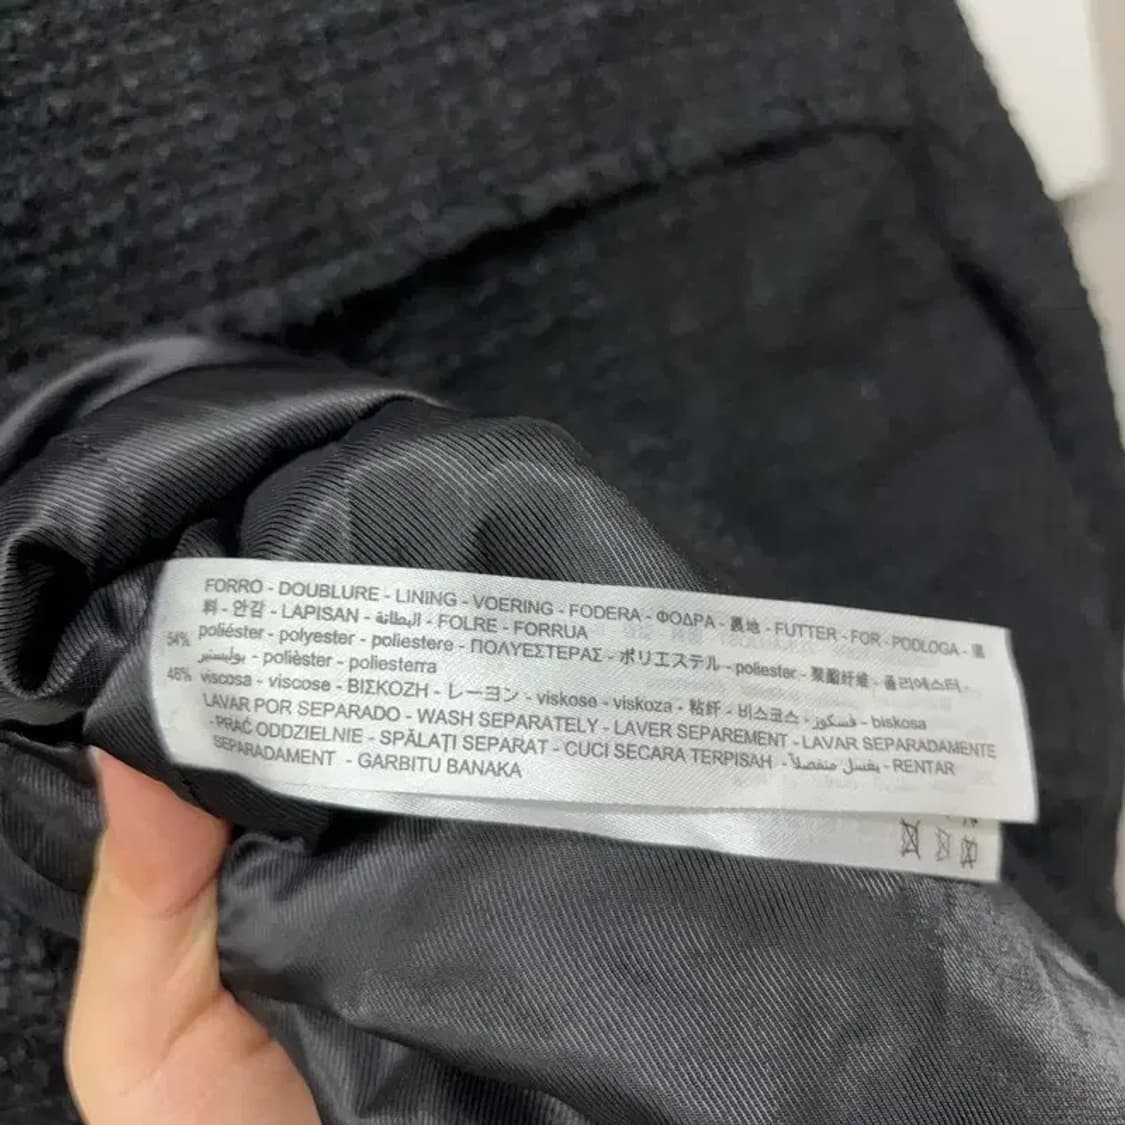 FORRO - DOUBLURE - LINING - VOERING - FODERA - ΦΟΔΡΑ - 裏地 - FUTTER - FOR - PODLOGA - 里
料 - 안감 - LAPISAN - البطانة - FOLRE - FORRUA
54% poliéster - polyester - poliestere - ΠΟΛΥΕΣΤΕΡΑΣ - ポリエステル - poliester - 聚酯纤维 - 폴리에스터 -
بوليستير - polièster - poliesterra
46% viscosa - viscose - ΒΙΣΚΟΖΗ - レーヨン - viskose - viskoza - 粘纤 - 비스코스 - فسكوز - biskosa
LAVAR POR SEPARADO - WASH SEPARATELY - LAVER SEPAREMENT - LAVAR SEPARADAMENTE
- PRAĆ ODDZIELNIE - SPĂLAȚI SEPARAT - CUCI SECARA TERPISAH - يغسل منفصلاً - RENTAR
SEPARADAMENT - GARBITU BANAKA